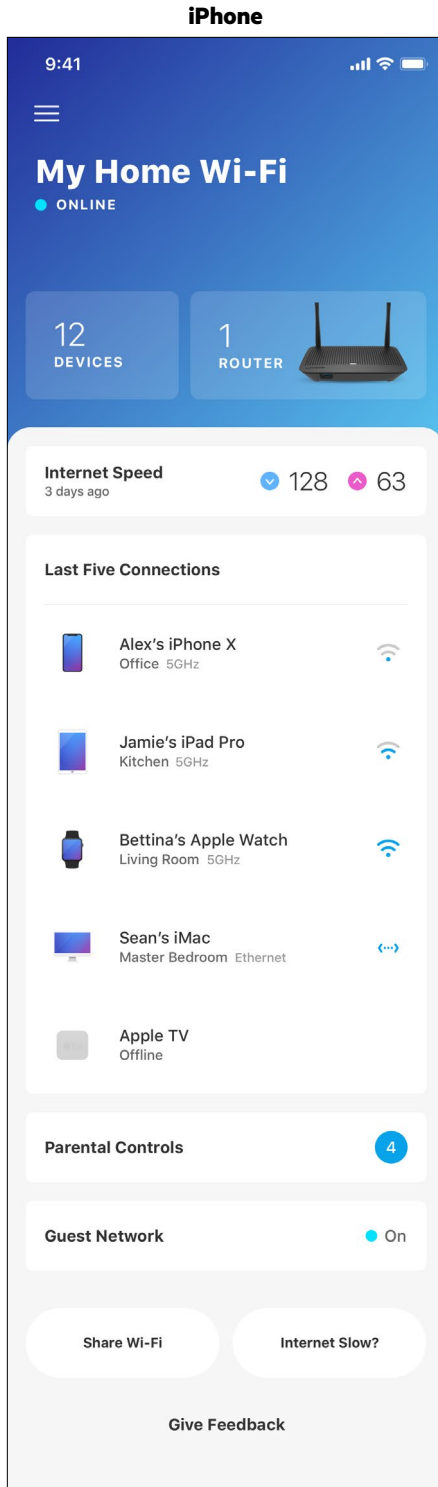 iPhone
9:41
My Home Wi-Fi
ONLINE
12
DEVICES
1
ROUTER
Internet Speed
3 days ago
128
63
Last Five Connections
Alex's iPhone X
Office 5GHz
Jamie's iPad Pro
Kitchen 5GHz
Bettina's Apple Watch
Living Room 5GHz
Sean's iMac
Master Bedroom Ethernet
Apple TV
Offline
Parental Controls
4
Guest Network
On
Share Wi-Fi
Internet Slow?
Give Feedback